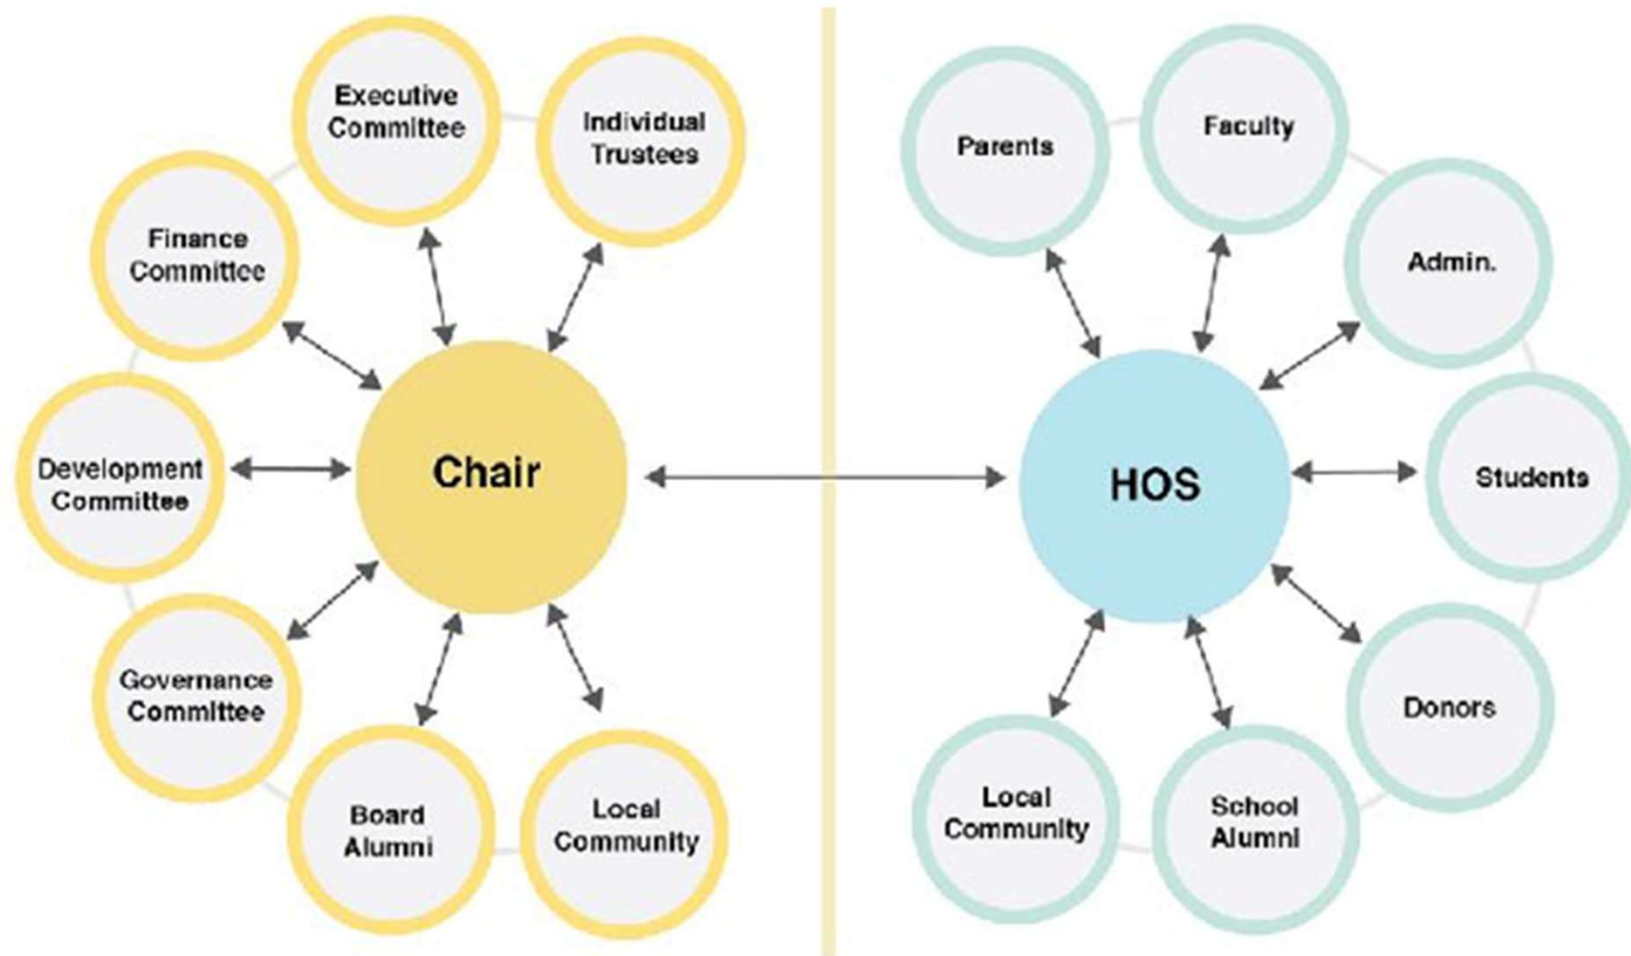 Executive
Committee
Individual
Trustees
Finance
Committee
Development
Committee
Governance
Committee
Board
Alumni
Local
Community
Chair
HOS
Parents
Faculty
Admin.
Students
Donors
School
Alumni
Local
Community